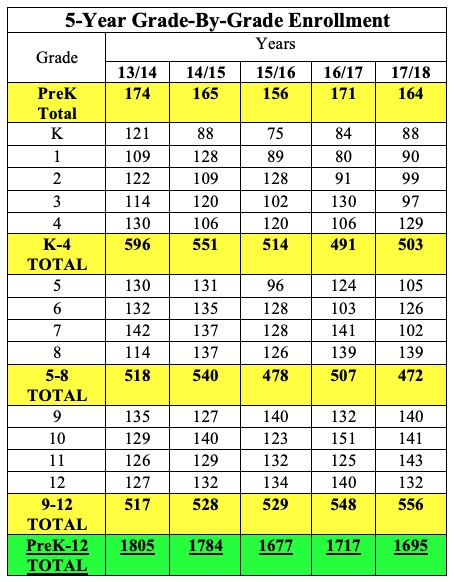 5-Year Grade-By-Grade Enrollment
Grade Years
13/14 14/15 15/16 16/17 17/18
PreK Total 174 165 156 171 164
K 121 88 75 84 88
1 109 128 89 80 90
2 122 109 128 91 99
3 114 120 102 130 97
4 130 106 120 106 129
K-4 TOTAL 596 551 514 491 503
5 130 131 96 124 105
6 132 135 128 103 126
7 142 137 128 141 102
8 114 137 126 139 139
5-8 TOTAL 518 540 478 507 472
9 135 127 140 132 140
10 129 140 123 151 141
11 126 129 132 125 143
12 127 132 134 140 132
9-12 TOTAL 517 528 529 548 556
PreK-12 TOTAL 1805 1784 1677 1717 1695